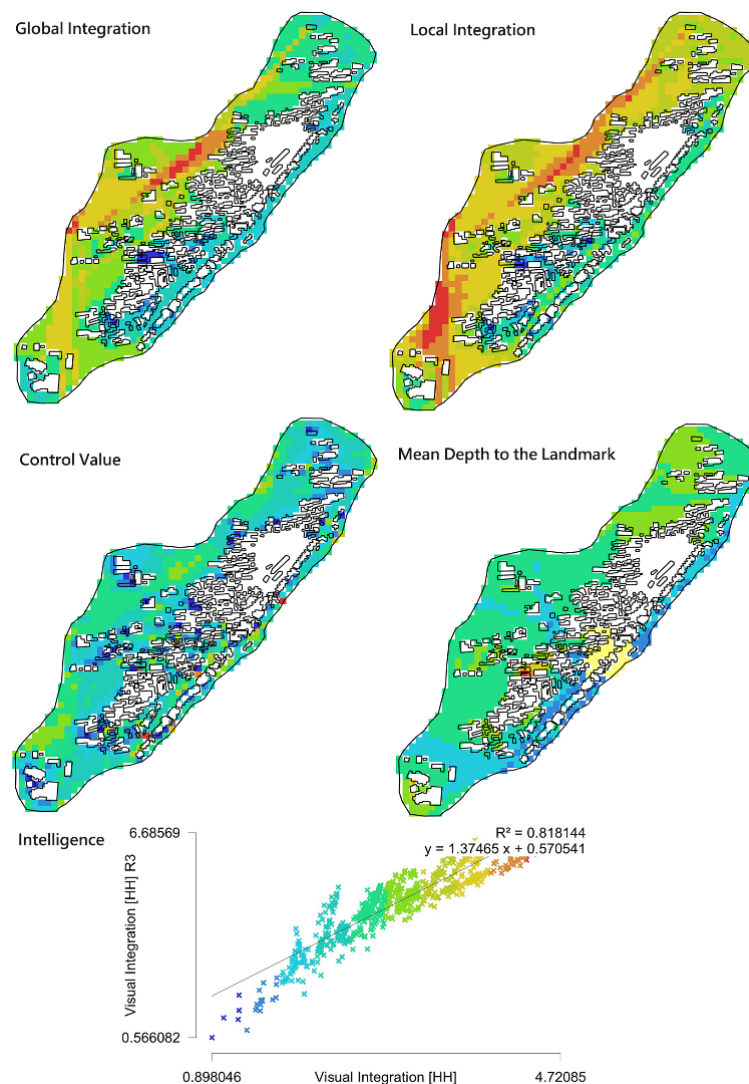 Global Integration
Local Integration
Control Value
Mean Depth to the Landmark
Intelligence
6.68569
R² = 0.818144
y = 1.37465 x + 0.570541
Visual Integration [HH] R3
0.566082
0.898046
Visual Integration [HH]
4.72085